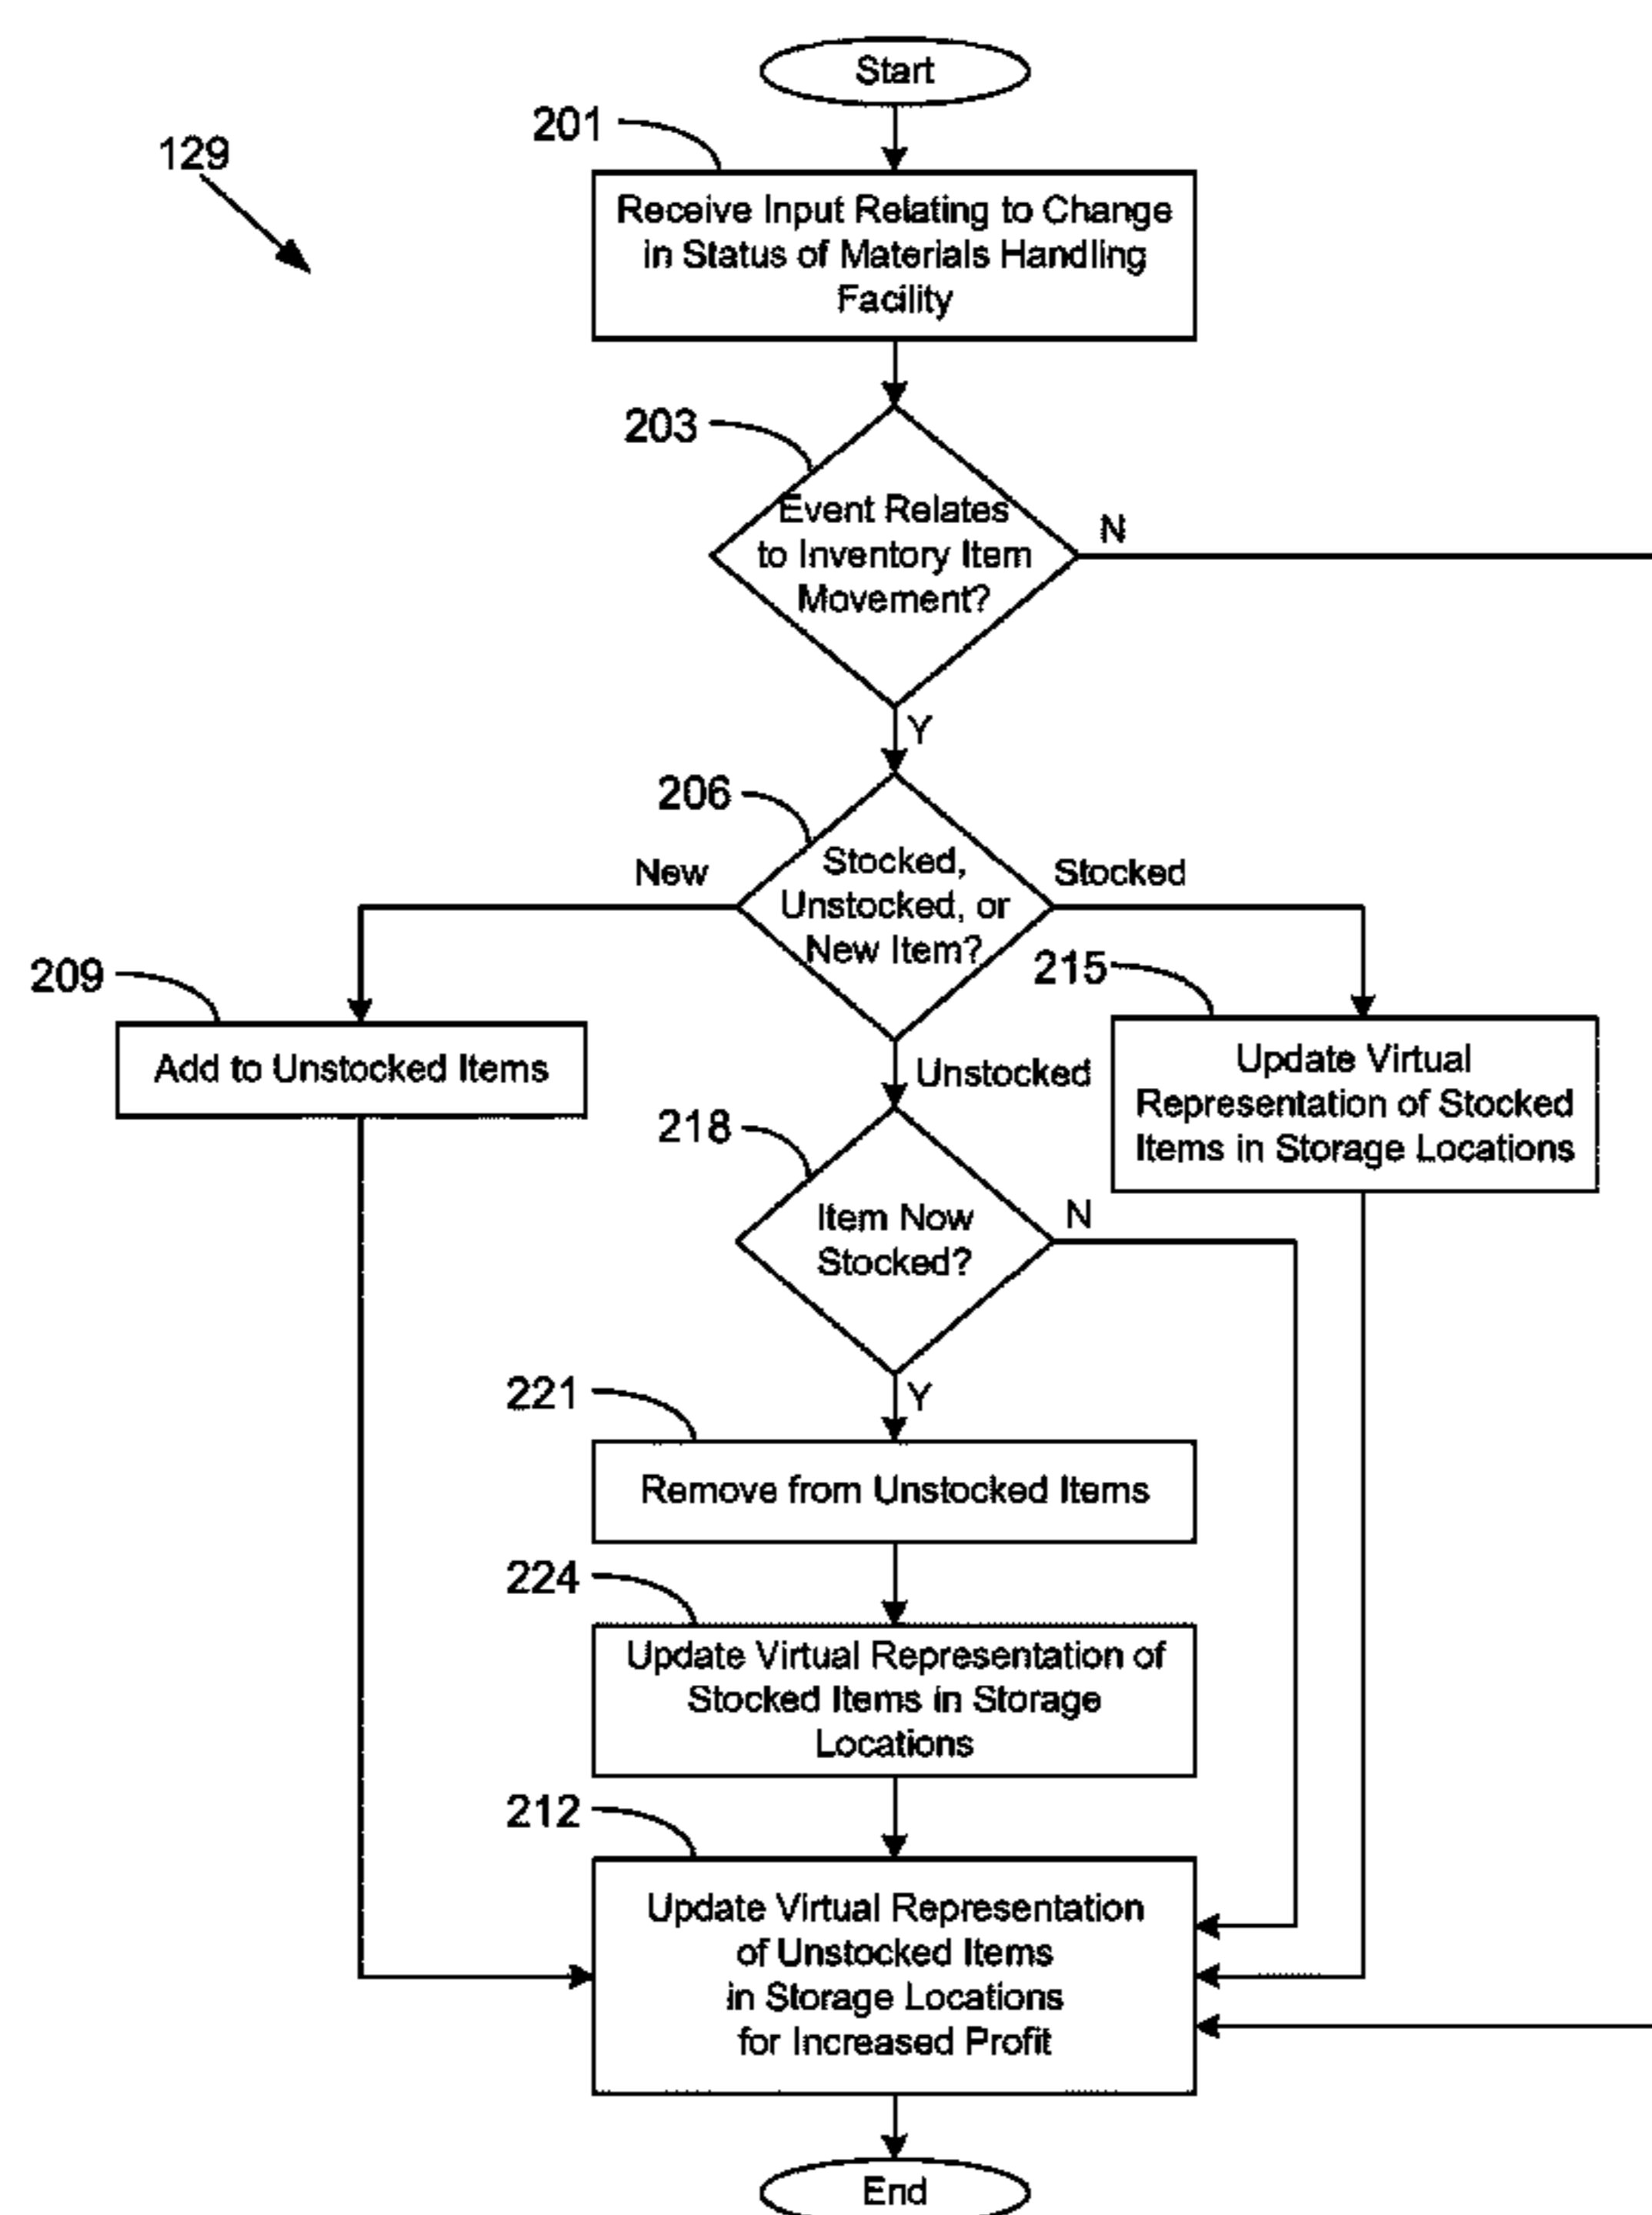 Start
201
129
Receive Input Relating to Change
in Status of Materials Handling
Facility
203
Event Relates
to Inventory Item
Movement?
N
Y
206
Stocked,
Unstocked, or
New Item?
New
Stocked
209
Add to Unstocked Items
215
Update Virtual
Representation of Stocked
Items in Storage Locations
Unstocked
218
Item Now
Stocked?
N
Y
221
Remove from Unstocked Items
224
Update Virtual Representation of
Stocked Items in Storage
Locations
212
Update Virtual Representation
of Unstocked Items
in Storage Locations
for Increased Profit
End